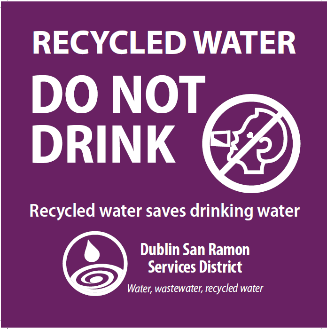 RECYCLED WATER
DO NOT
DRINK
Recycled water saves drinking water
Dublin San Ramon
Services District
Water, wastewater, recycled water